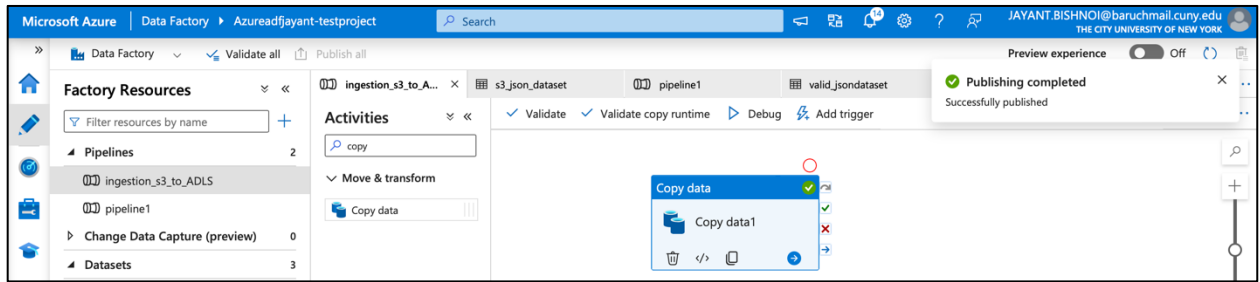 Microsoft Azure | Data Factory ▸ Azureadfjayant-testproject
Search
14
JAYANT.BISHNOI@baruchmail.cuny.edu
THE CITY UNIVERSITY OF NEW YORK
Data Factory
Validate all
Publish all
Preview experience
Off
Factory Resources
Filter resources by name
Pipelines 2
ingestion_s3_to_ADLS
pipeline1
Change Data Capture (preview) 0
Datasets 3
ingestion_s3_to_A...
s3_json_dataset
pipeline1
valid_jsondataset
Activities
copy
Move & transform
Copy data
Validate
Validate copy runtime
Debug
Add trigger
Copy data
Copy data1
Publishing completed
Successfully published